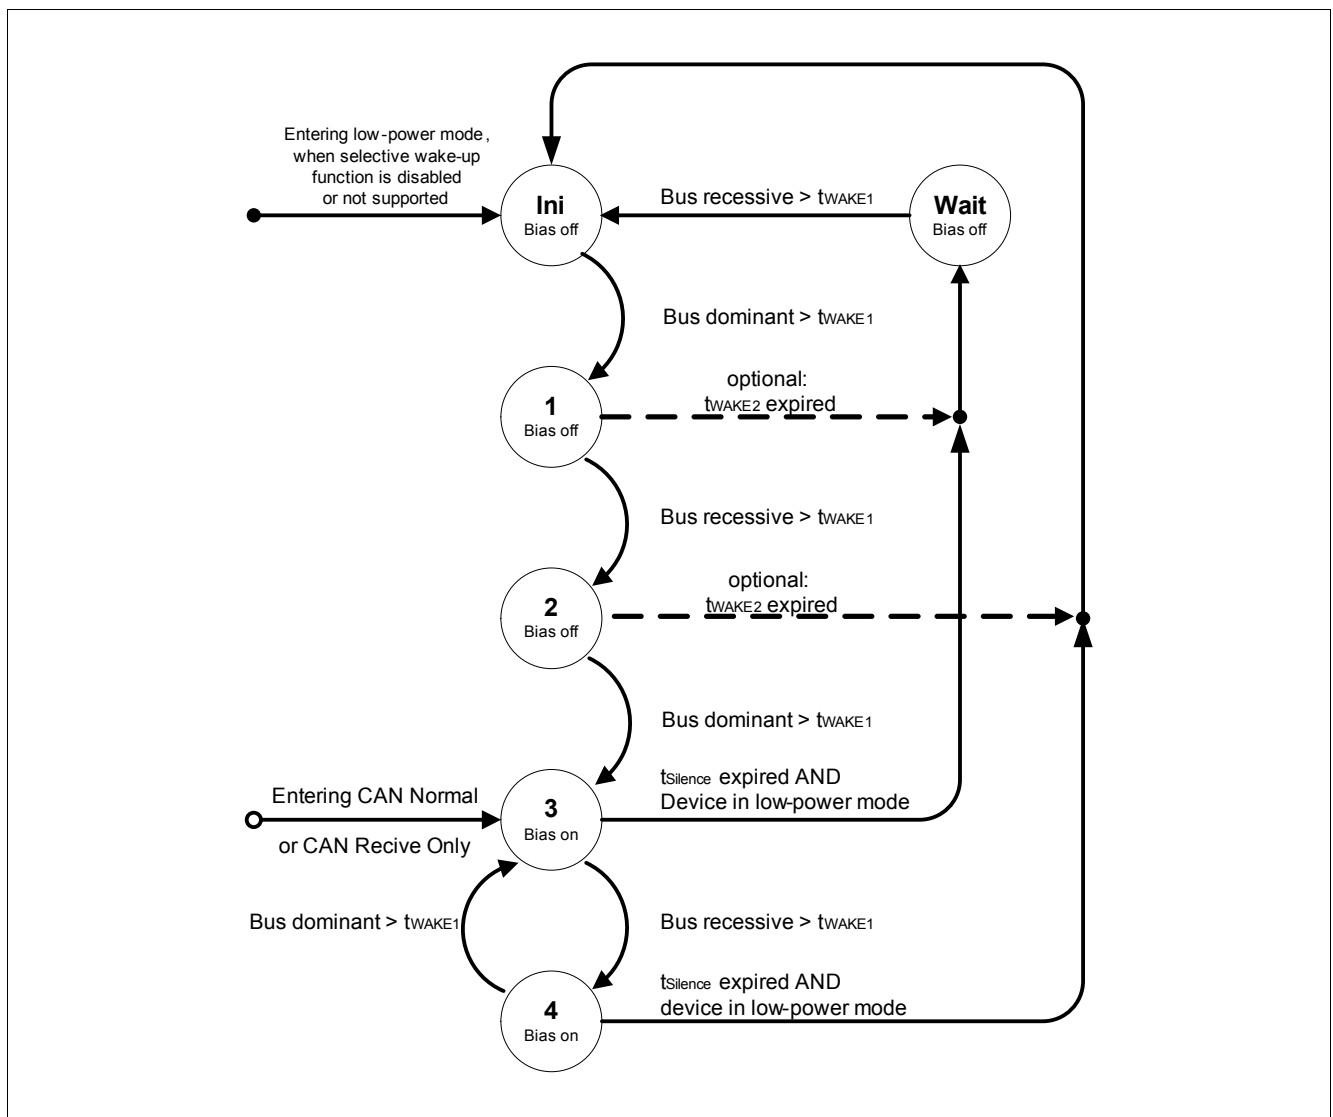 Entering low-power mode,
when selective wake-up
function is disabled
or not supported
Ini
Bias off
Bus recessive > tWAKE1
Wait
Bias off
Bus dominant > tWAKE1
1
Bias off
optional:
tWAKE2 expired
Bus recessive > tWAKE1
2
Bias off
optional:
tWAKE2 expired
Bus dominant > tWAKE1
Entering CAN Normal
or CAN Recive Only
3
Bias on
tSilence expired AND
Device in low-power mode
Bus dominant > tWAKE1
Bus recessive > tWAKE1
4
Bias on
tSilence expired AND
device in low-power mode